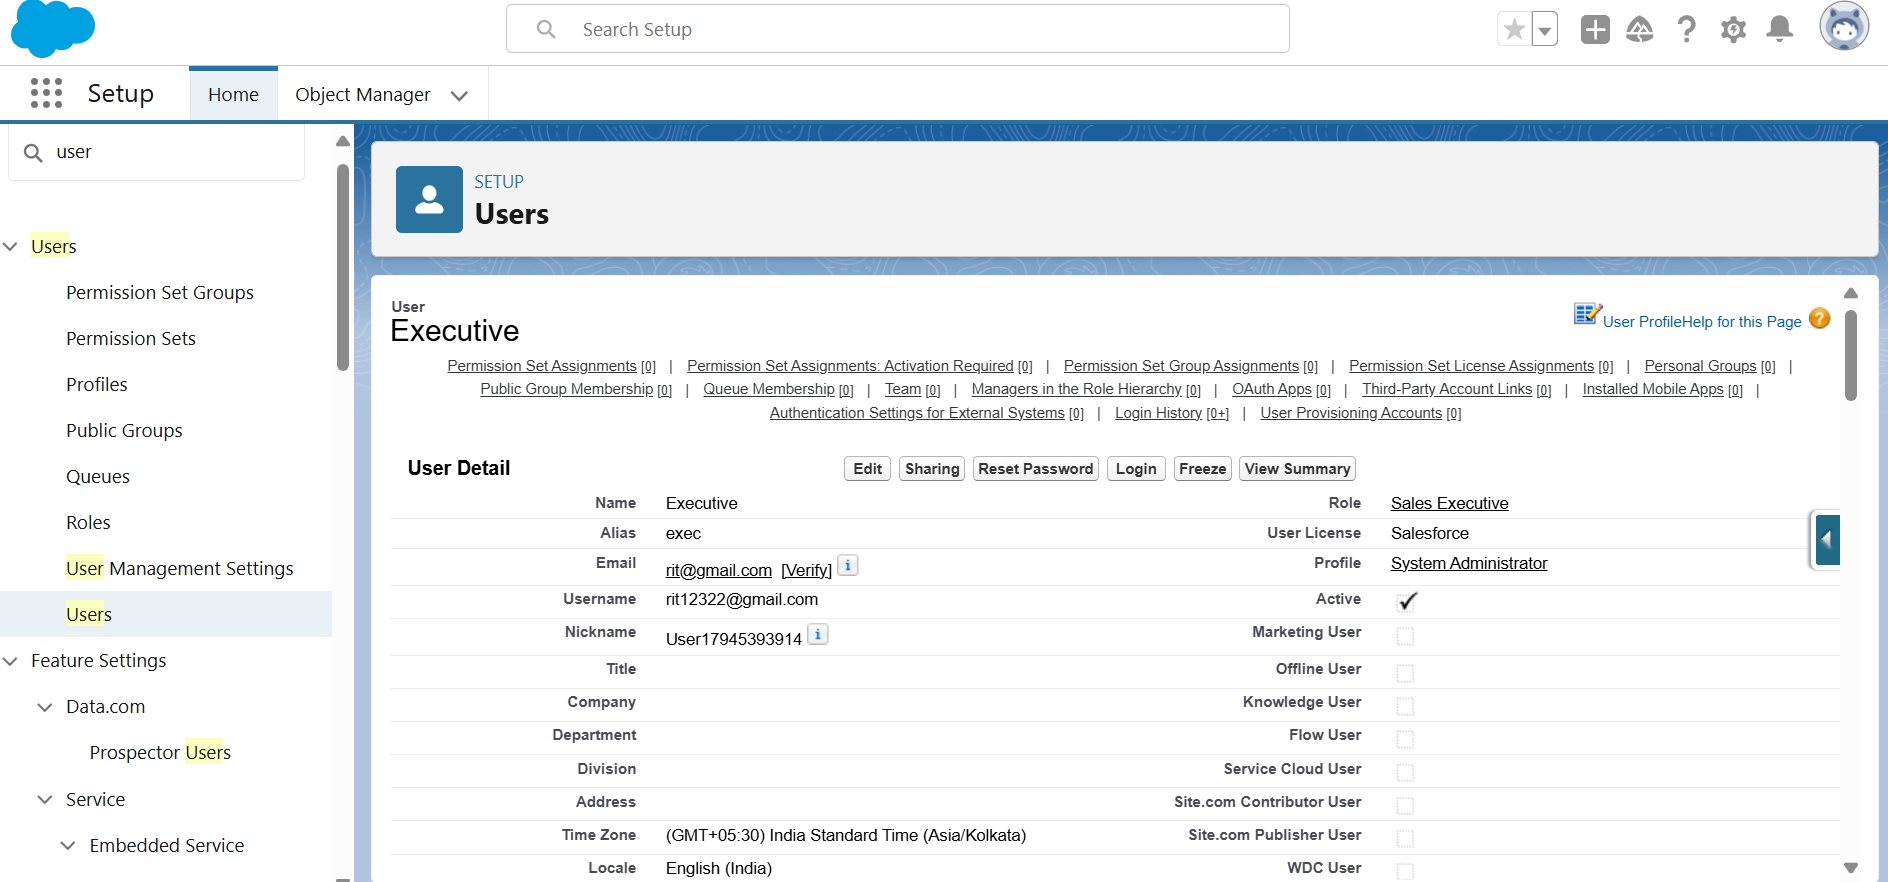 Search Setup
Setup
Home
Object Manager
user
Users
Permission Set Groups
Permission Sets
Profiles
Public Groups
Queues
Roles
User Management Settings
Users
Feature Settings
Data.com
Prospector Users
Service
Embedded Service
SETUP
Users
User
Executive
User Profile Help for this Page ?
Permission Set Assignments [0] | Permission Set Assignments: Activation Required [0] | Permission Set Group Assignments [0] | Permission Set License Assignments [0] | Personal Groups [0] |
Public Group Membership [0] | Queue Membership [0] | Team [0] | Managers in the Role Hierarchy [0] | OAuth Apps [0] | Third-Party Account Links [0] | Installed Mobile Apps [0] |
Authentication Settings for External Systems [0] | Login History [0+] | User Provisioning Accounts [0]
User Detail
Edit Sharing Reset Password Login Freeze View Summary
Name Executive Role Sales Executive
Alias exec User License Salesforce
Email rit@gmail.com [Verify] i Profile System Administrator
Username rit12322@gmail.com Active
Nickname User17945393914 i Marketing User
Title Offline User
Company Knowledge User
Department Flow User
Division Service Cloud User
Address Site.com Contributor User
Time Zone (GMT+05:30) India Standard Time (Asia/Kolkata) Site.com Publisher User
Locale English (India) WDC User